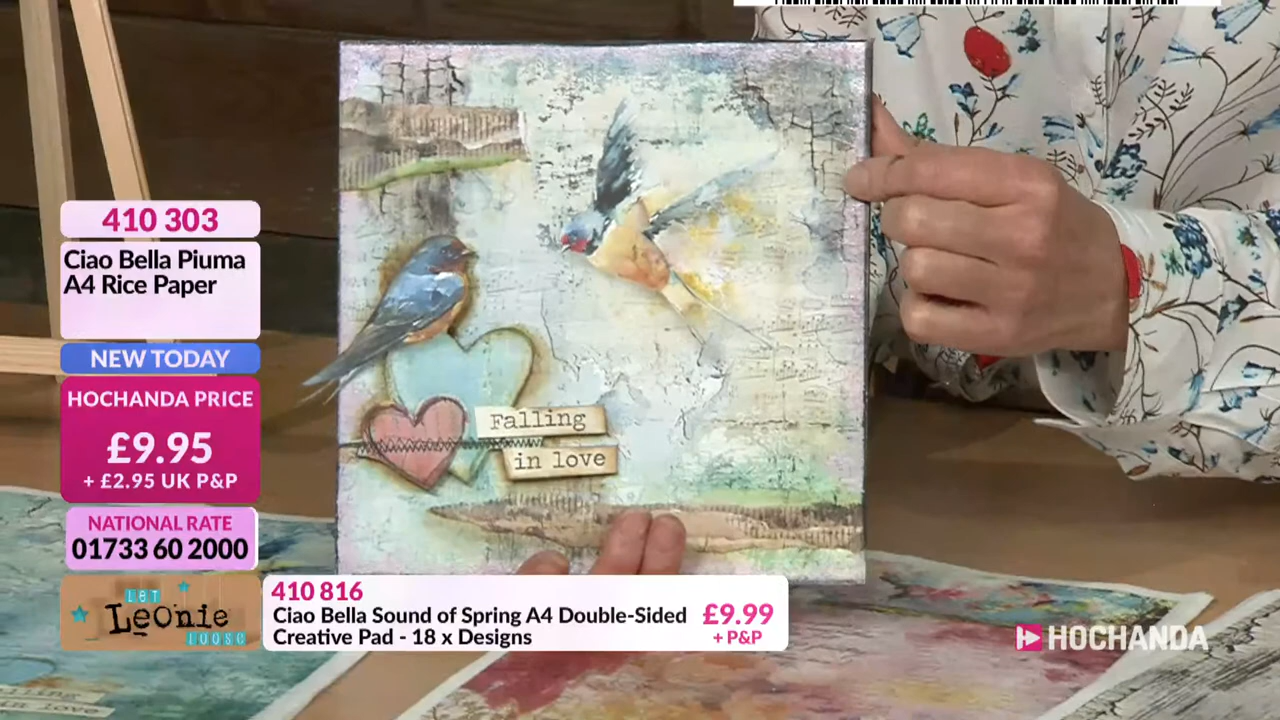 410 303
Ciao Bella Piuma
A4 Rice Paper
NEW TODAY
HOCHANDA PRICE
£9.95
+ £2.95 UK P&P
NATIONAL RATE
01733 60 2000
LET
Leonie
LOOSE
Falling
in love
410 816
Ciao Bella Sound of Spring A4 Double-Sided
Creative Pad - 18 x Designs
£9.99
+ P&P
HOCHANDA
in love